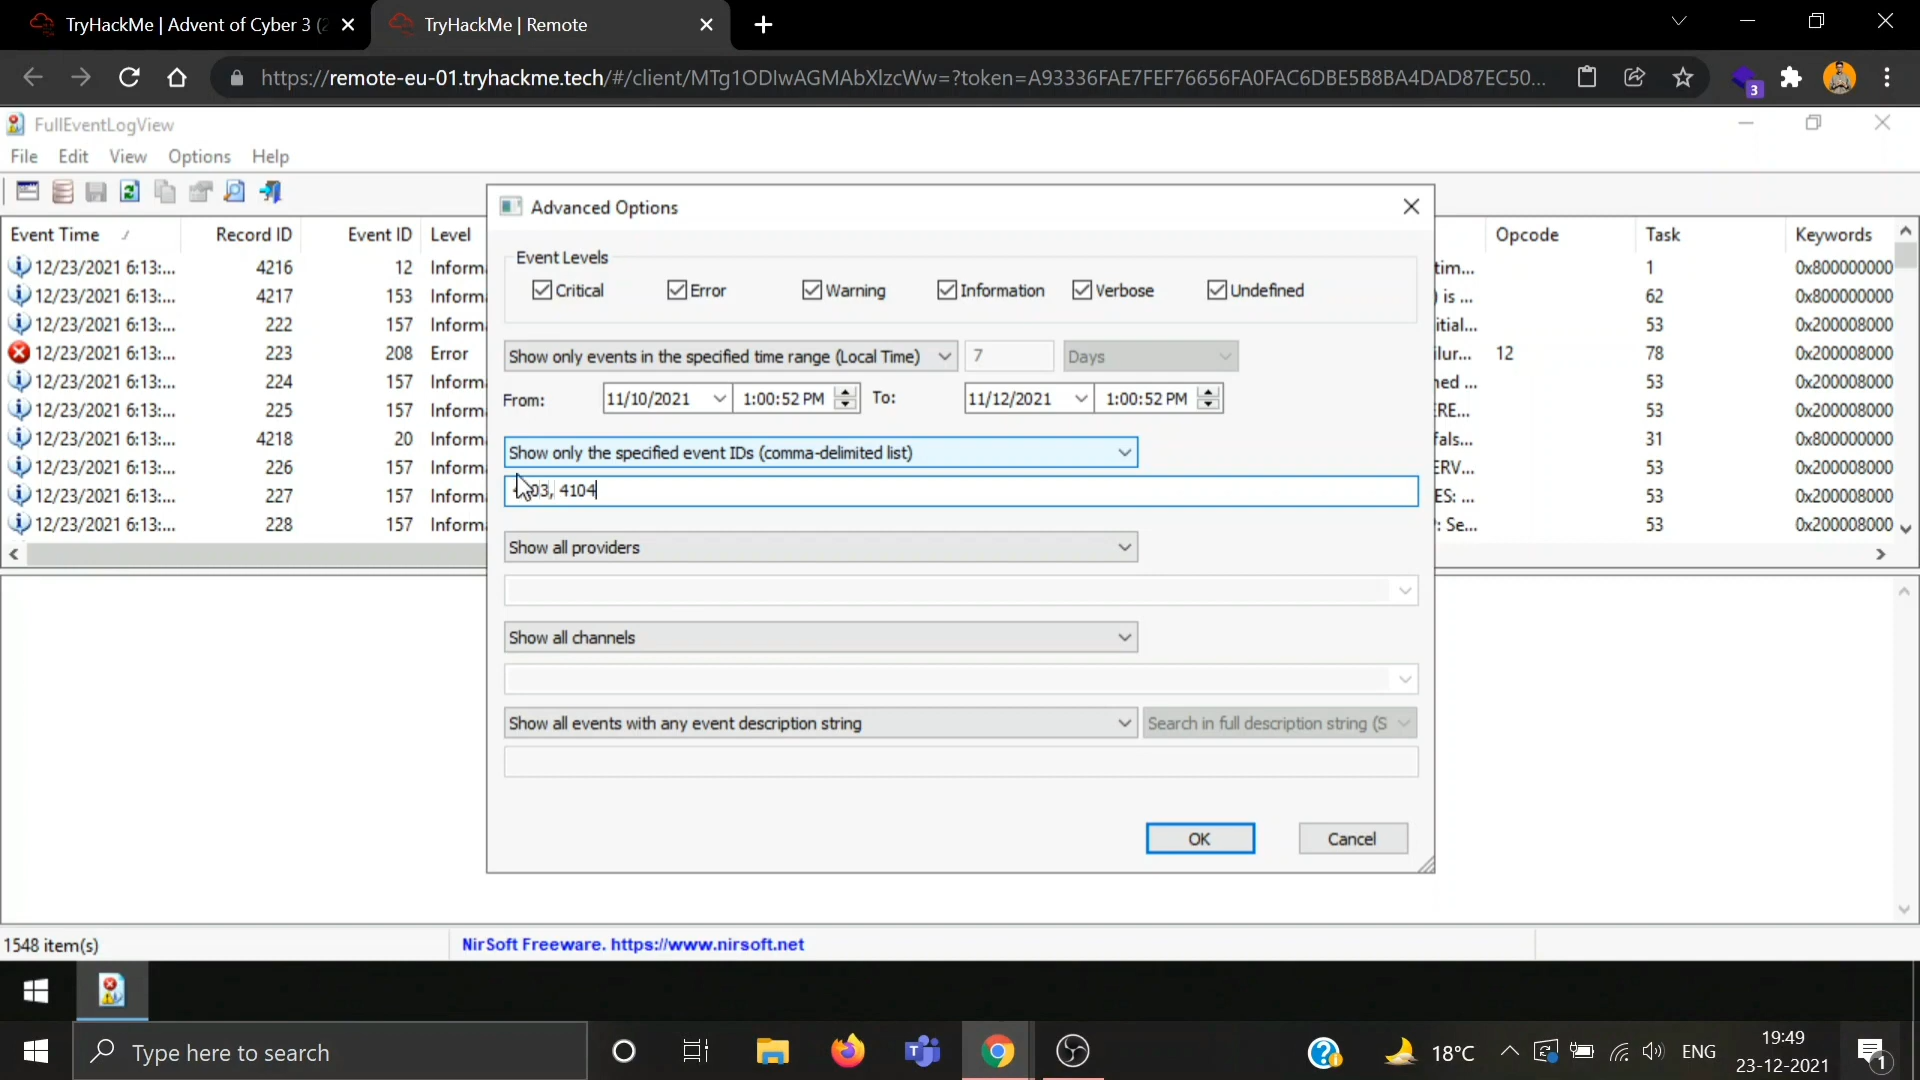 TryHackMe | Advent of Cyber 3 (2
TryHackMe | Remote
https://remote-eu-01.tryhackme.tech/#/client/MTg1ODIwAGMAbXlzcWw=?token=A93336FAE7FEF76656FA0FAC6DBE5B8BA4DAD87EC50...
3
FullEventLogView
File Edit View Options Help
Event Time Record ID Event ID Level Opcode Task Keywords
12/23/2021 6:13:... 4216 12 Inform tim... 1 0x800000000
12/23/2021 6:13:... 4217 153 Inform ) is ... 62 0x800000000
12/23/2021 6:13:... 222 157 Inform itial... 53 0x200008000
12/23/2021 6:13:... 223 208 Error lur... 12 78 0x200008000
12/23/2021 6:13:... 224 157 Inform ned ... 53 0x200008000
12/23/2021 6:13:... 225 157 Inform RE... 53 0x200008000
12/23/2021 6:13:... 4218 20 Inform fals... 31 0x800000000
12/23/2021 6:13:... 226 157 Inform ERV... 53 0x200008000
12/23/2021 6:13:... 227 157 Inform ES: ... 53 0x200008000
12/23/2021 6:13:... 228 157 Inform : Se... 53 0x200008000
Advanced Options
Event Levels
Critical Error Warning Information Verbose Undefined
Show only events in the specified time range (Local Time) 7 Days
From: 11/10/2021 1:00:52 PM To: 11/12/2021 1:00:52 PM
Show only the specified event IDs (comma-delimited list)
03, 4104
Show all providers
Show all channels
Show all events with any event description string Search in full description string (S
OK Cancel
1548 item(s) NirSoft Freeware. https://www.nirsoft.net
Type here to search
18°C ENG 19:49
23-12-2021
1